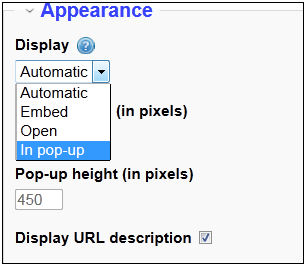 Appearance
Display
Automatic
Automatic
Embed
(in pixels)
Open
In pop-up
Pop-up height (in pixels)
450
Display URL description